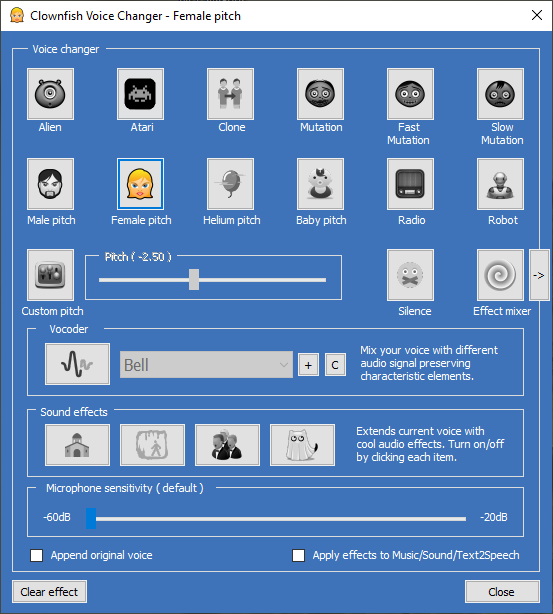 Clownfish Voice Changer - Female pitch
Voice changer
Alien
Atari
Clone
Mutation
Fast
Mutation
Slow
Mutation
Male pitch
Female pitch
Helium pitch
Baby pitch
Radio
Robot
Pitch ( -2.50 )
->
Custom pitch
Silence
Effect mixer
Vocoder
Bell
+
C
Mix your voice with different
audio signal preserving
characteristic elements.
Sound effects
Extends current voice with
cool audio effects. Turn on/off
by clicking each item.
Microphone sensitivity ( default )
-60dB
-20dB
Append original voice
Apply effects to Music/Sound/Text2Speech
Clear effect
Close